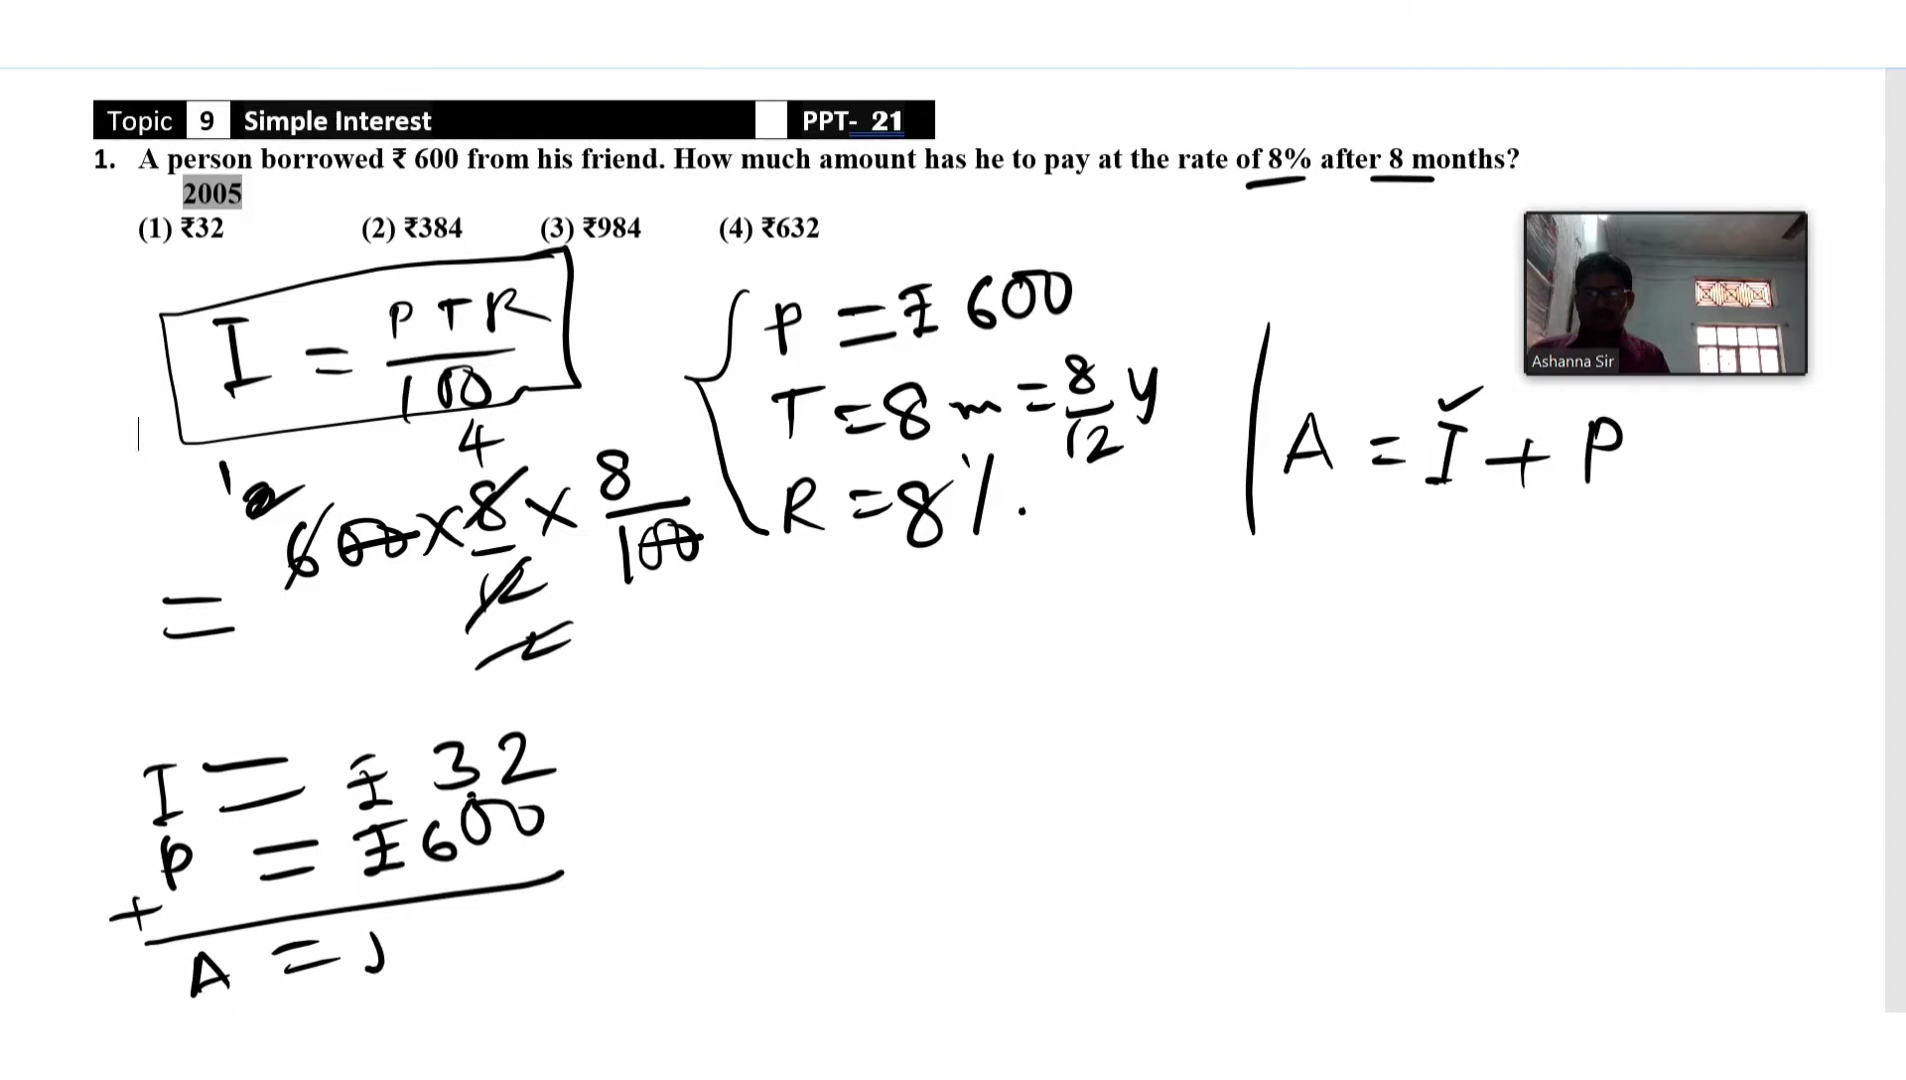 Topic 9 Simple Interest PPT- 21
1. A person borrowed ₹ 600 from his friend. How much amount has he to pay at the rate of 8% after 8 months?
2005
(1) ₹32 (2) ₹384 (3) ₹984 (4) ₹632
I = PTR / 100
P = ₹ 600
T = 8 m = 8/12 y
R = 8%.
A = I + P
Ashanna Sir
4
= 600 × 8/12 × 8/100
I = ₹ 32
P = ₹ 600
+
A =